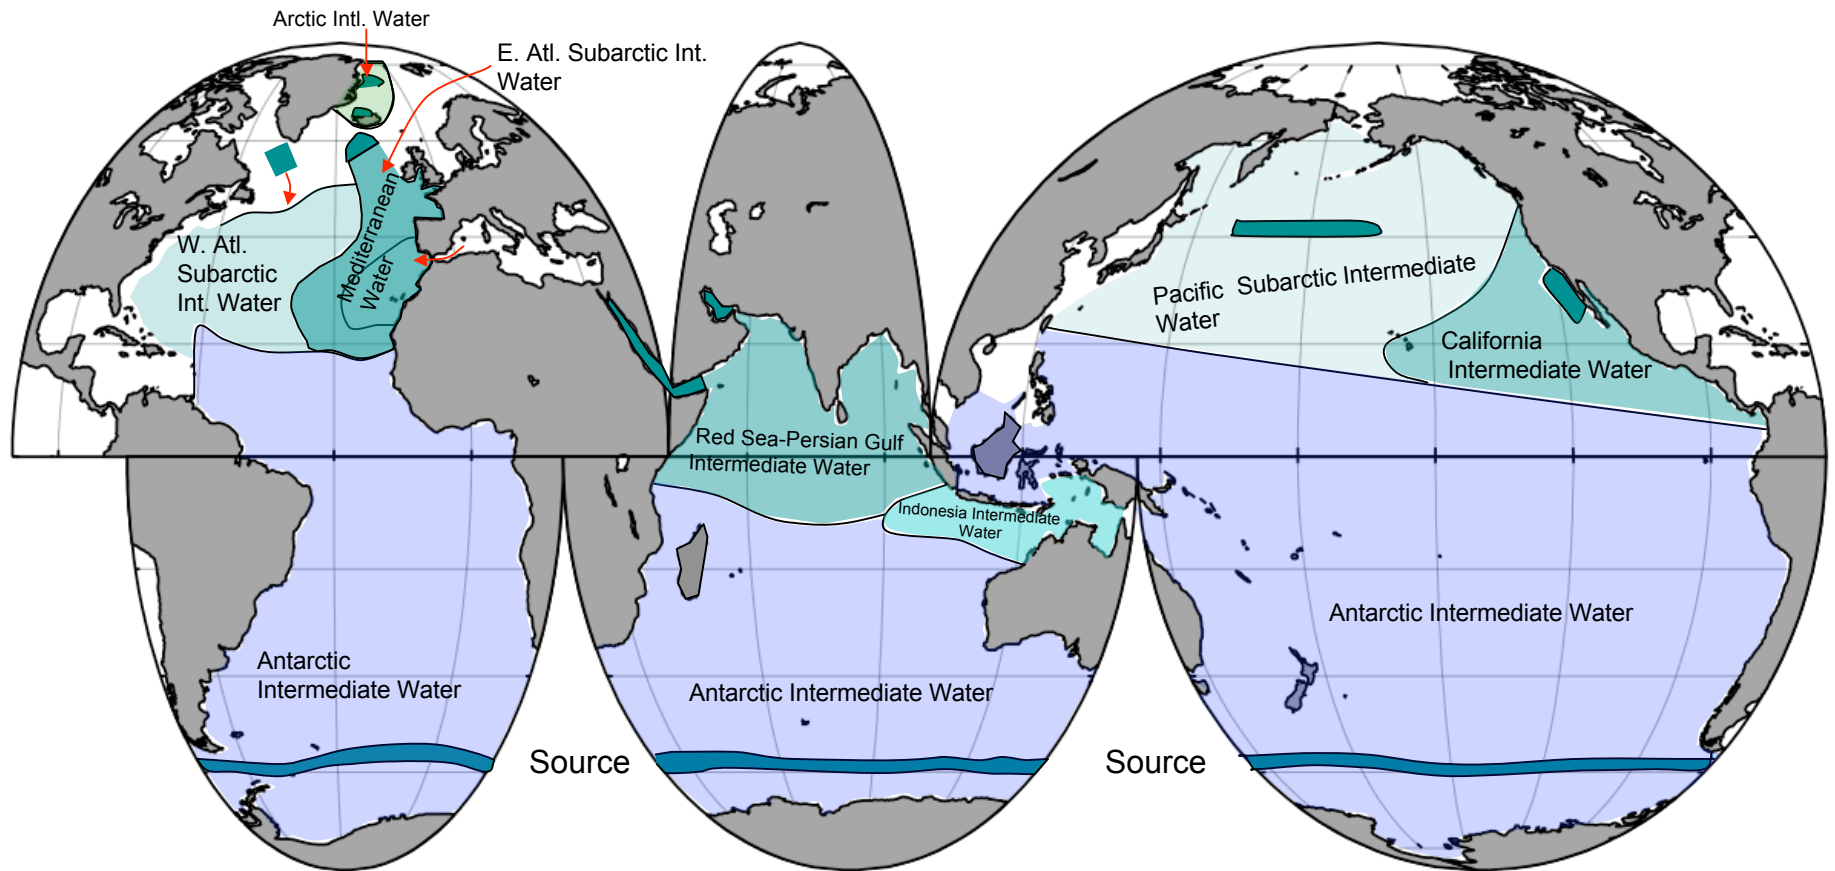 Arctic Intl. Water
E. Atl. Subarctic Int.
Water
W. Atl.
Subarctic
Int. Water
Mediterranean
Water
Pacific Subarctic Intermediate
Water
California
Intermediate Water
Red Sea-Persian Gulf
Intermediate Water
Indonesia Intermediate
Water
Antarctic Intermediate Water
Antarctic
Intermediate Water
Antarctic Intermediate Water
Source
Source